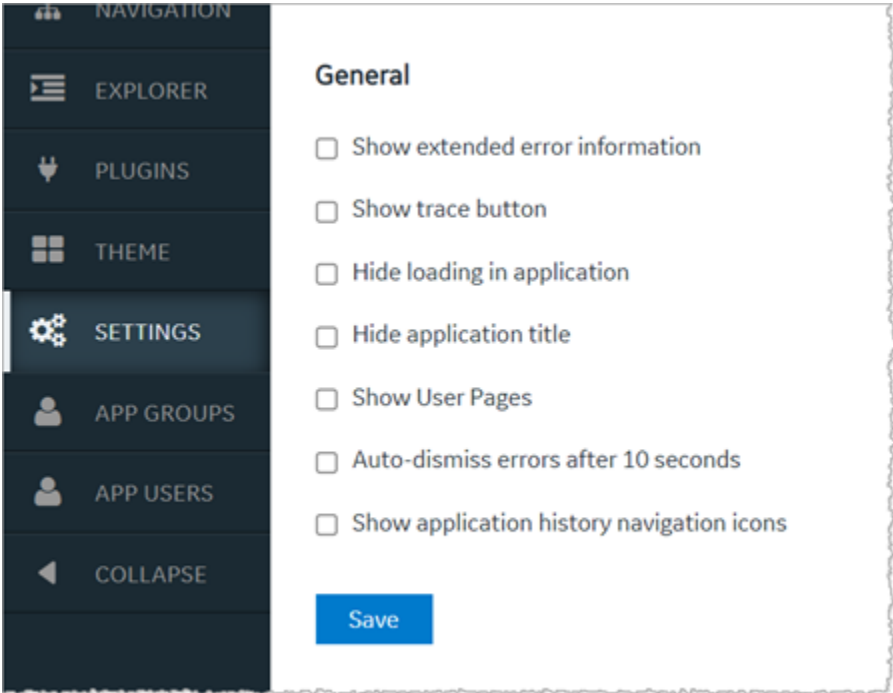 NAVIGATION
EXPLORER
PLUGINS
THEME
SETTINGS
APP GROUPS
APP USERS
COLLAPSE
General
Show extended error information
Show trace button
Hide loading in application
Hide application title
Show User Pages
Auto-dismiss errors after 10 seconds
Show application history navigation icons
Save